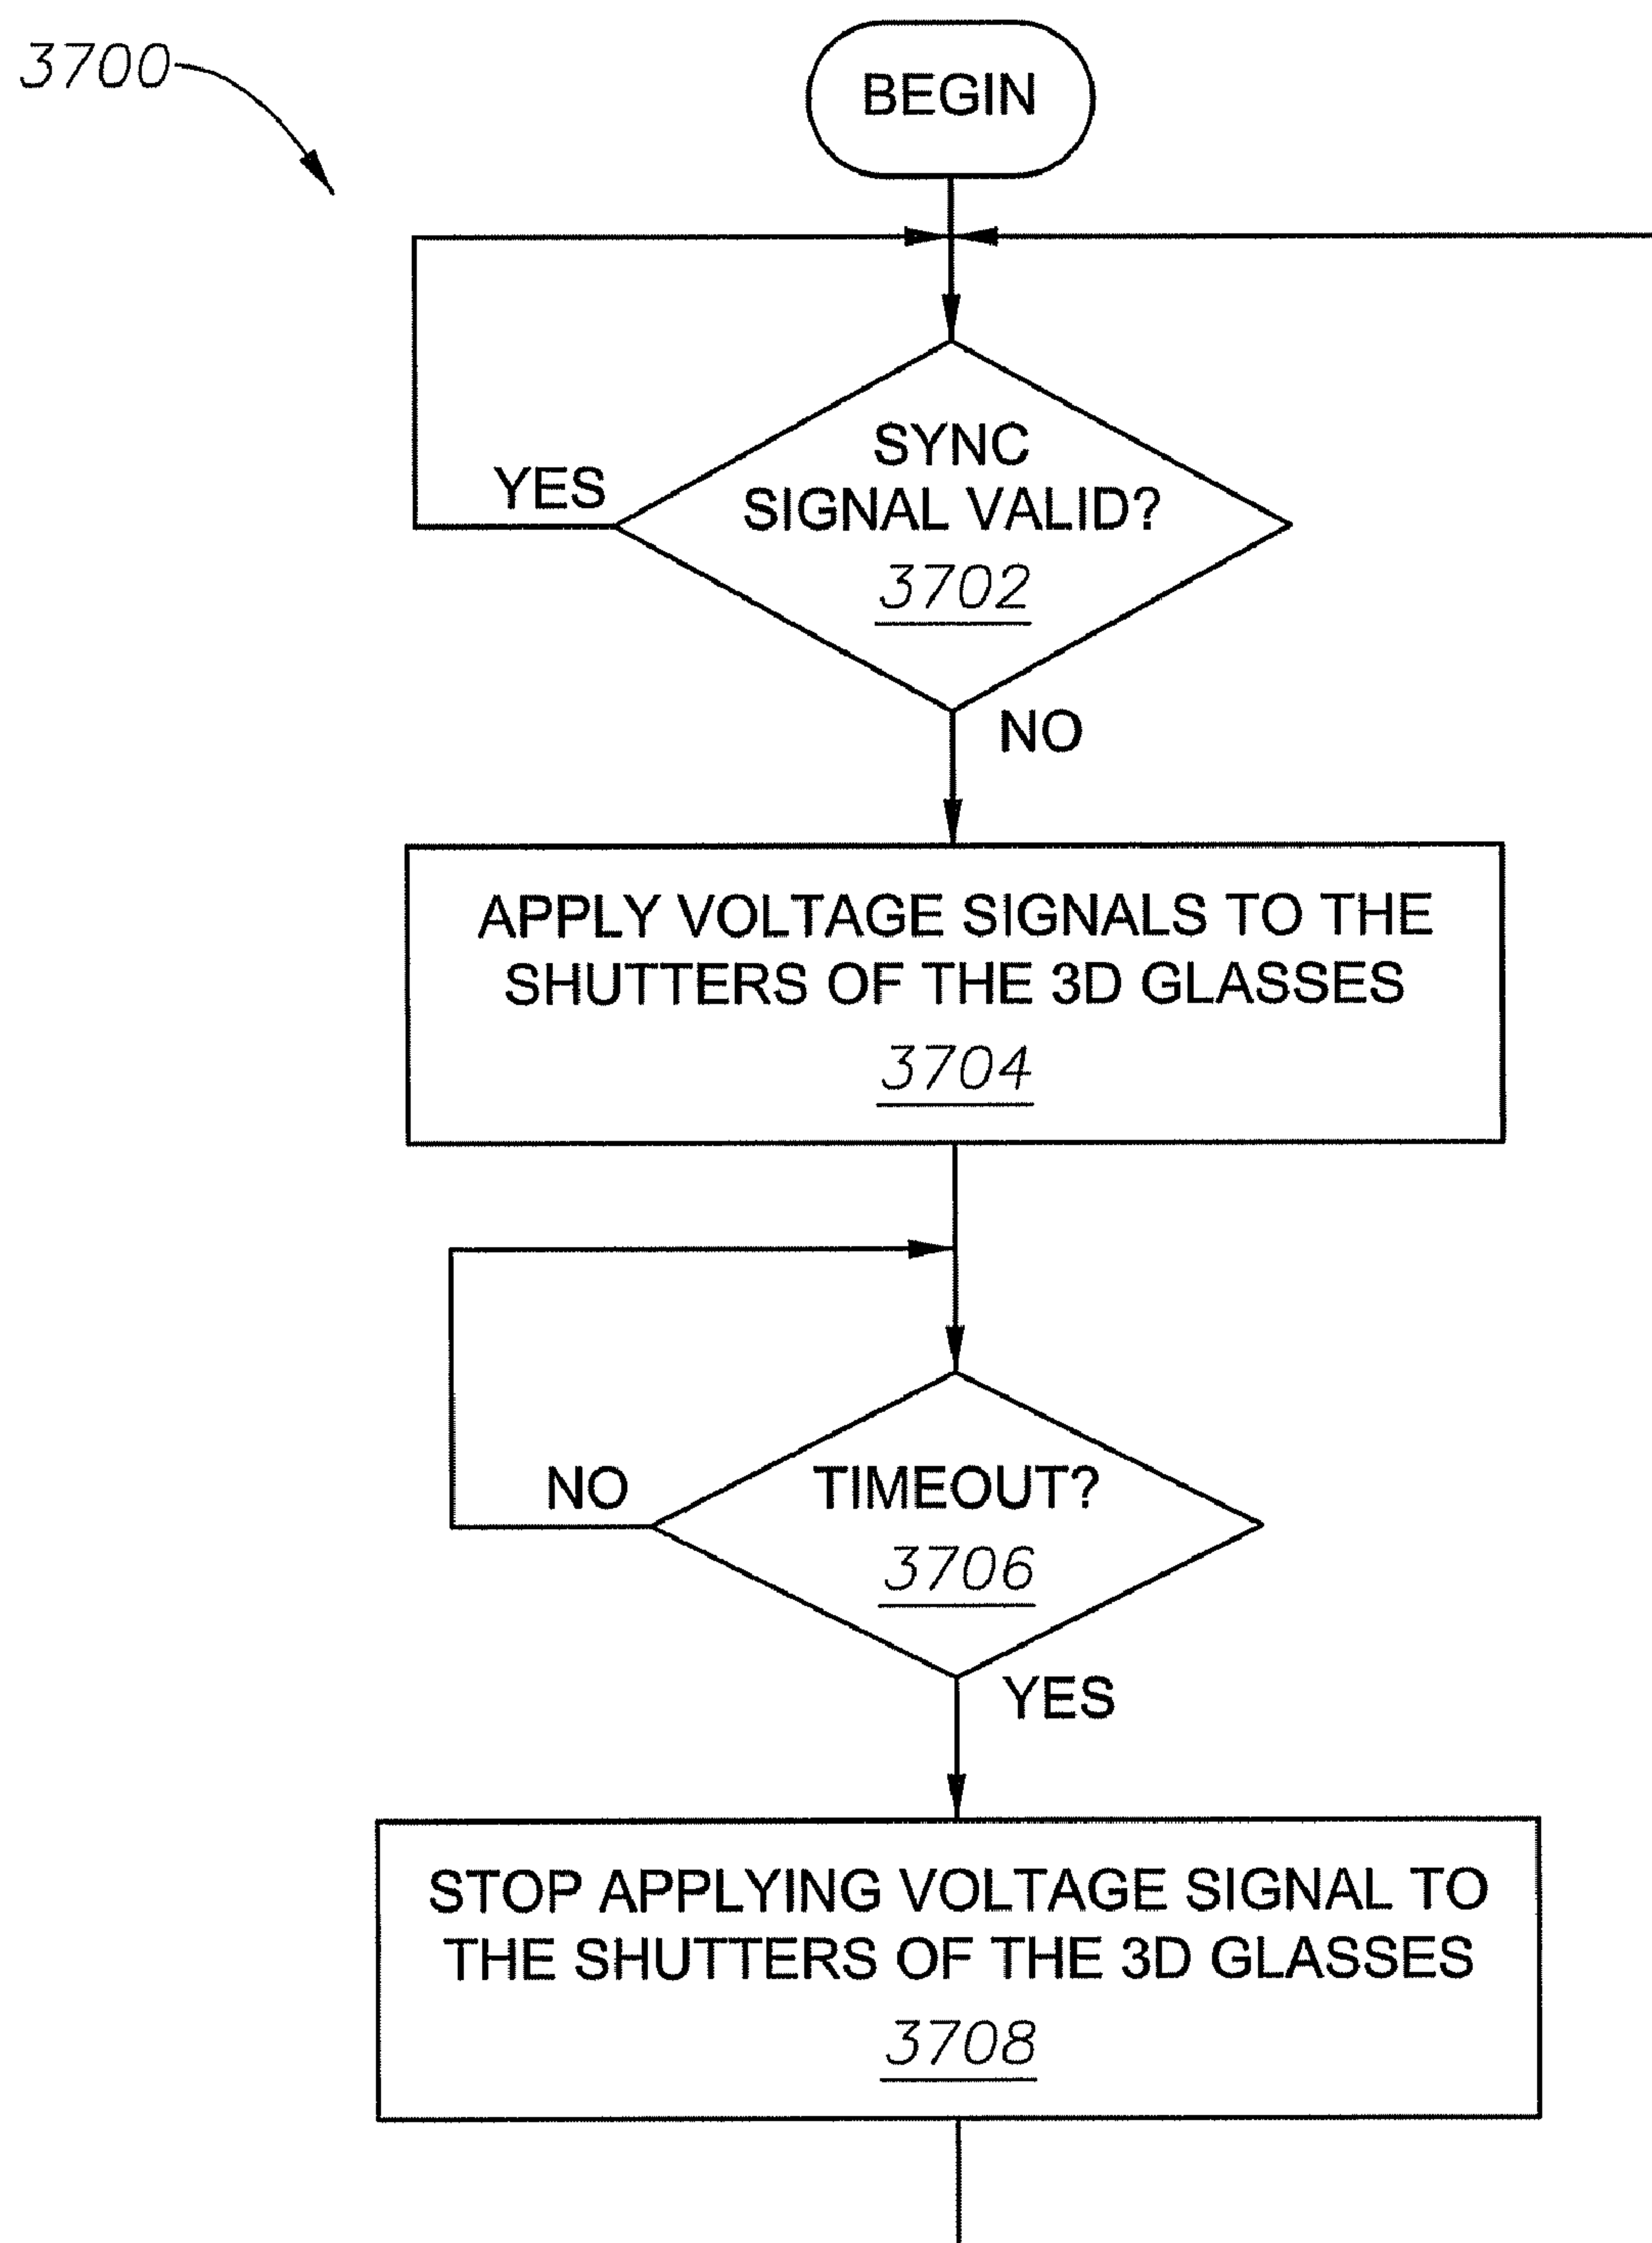 3700
BEGIN
SYNC
SIGNAL VALID?
3702
YES
NO
APPLY VOLTAGE SIGNALS TO THE
SHUTTERS OF THE 3D GLASSES
3704
TIMEOUT?
3706
NO
YES
STOP APPLYING VOLTAGE SIGNAL TO
THE SHUTTERS OF THE 3D GLASSES
3708